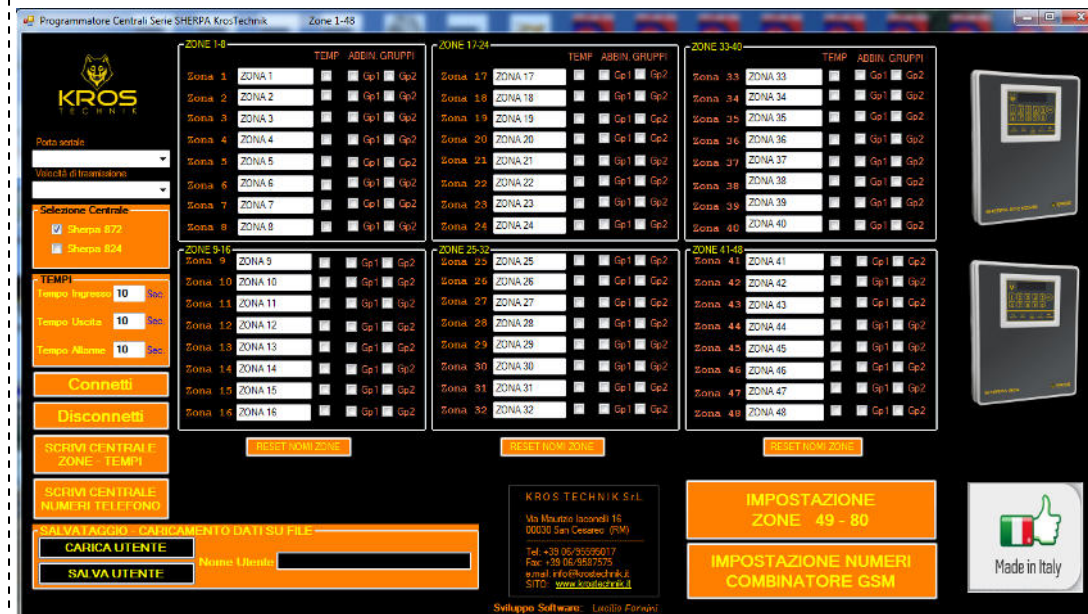 Programmatore Centrali Serie SHERPA KrosTechnik Zone 1-48
KROS
TECHNIK
Porta seriale
Velocità di trasmissione
Selezione Centrale
Sherpa 872
Sherpa 824
TEMPI
Tempo Ingresso 10 Sec.
Tempo Uscita 10 Sec.
Tempo Allarme 10 Sec.
Connetti
Disconnetti
SCRIVI CENTRALE
ZONE - TEMPI
SCRIVI CENTRALE
NUMERI TELEFONO
ZONE 1-8
TEMP ABBIN. GRUPPI
Zona 1 ZONA 1 Gp1 Gp2
Zona 2 ZONA 2 Gp1 Gp2
Zona 3 ZONA 3 Gp1 Gp2
Zona 4 ZONA 4 Gp1 Gp2
Zona 5 ZONA 5 Gp1 Gp2
Zona 6 ZONA 6 Gp1 Gp2
Zona 7 ZONA 7 Gp1 Gp2
Zona 8 ZONA 8 Gp1 Gp2
ZONE 9-16
Zona 9 ZONA 9 Gp1 Gp2
Zona 10 ZONA 10 Gp1 Gp2
Zona 11 ZONA 11 Gp1 Gp2
Zona 12 ZONA 12 Gp1 Gp2
Zona 13 ZONA 13 Gp1 Gp2
Zona 14 ZONA 14 Gp1 Gp2
Zona 15 ZONA 15 Gp1 Gp2
Zona 16 ZONA 16 Gp1 Gp2
RESET NOMI ZONE
ZONE 17-24
TEMP ABBIN. GRUPPI
Zona 17 ZONA 17 Gp1 Gp2
Zona 18 ZONA 18 Gp1 Gp2
Zona 19 ZONA 19 Gp1 Gp2
Zona 20 ZONA 20 Gp1 Gp2
Zona 21 ZONA 21 Gp1 Gp2
Zona 22 ZONA 22 Gp1 Gp2
Zona 23 ZONA 23 Gp1 Gp2
Zona 24 ZONA 24 Gp1 Gp2
ZONE 25-32
Zona 25 ZONA 25 Gp1 Gp2
Zona 26 ZONA 26 Gp1 Gp2
Zona 27 ZONA 27 Gp1 Gp2
Zona 28 ZONA 28 Gp1 Gp2
Zona 29 ZONA 29 Gp1 Gp2
Zona 30 ZONA 30 Gp1 Gp2
Zona 31 ZONA 31 Gp1 Gp2
Zona 32 ZONA 32 Gp1 Gp2
RESET NOMI ZONE
ZONE 33-40
TEMP ABBIN. GRUPPI
Zona 33 ZONA 33 Gp1 Gp2
Zona 34 ZONA 34 Gp1 Gp2
Zona 35 ZONA 35 Gp1 Gp2
Zona 36 ZONA 36 Gp1 Gp2
Zona 37 ZONA 37 Gp1 Gp2
Zona 38 ZONA 38 Gp1 Gp2
Zona 39 ZONA 39 Gp1 Gp2
Zona 40 ZONA 40 Gp1 Gp2
ZONE 41-48
Zona 41 ZONA 41 Gp1 Gp2
Zona 42 ZONA 42 Gp1 Gp2
Zona 43 ZONA 43 Gp1 Gp2
Zona 44 ZONA 44 Gp1 Gp2
Zona 45 ZONA 45 Gp1 Gp2
Zona 46 ZONA 46 Gp1 Gp2
Zona 47 ZONA 47 Gp1 Gp2
Zona 48 ZONA 48 Gp1 Gp2
RESET NOMI ZONE
SALVATAGGIO - CARICAMENTO DATI SU FILE
CARICA UTENTE
SALVA UTENTE
Nome Utente
KROS TECHNIK SrL
Via Maurizio Iaconelli 16
00030 San Cesareo (RM)
Tel: +39 06/95595017
Fax: +39 06/9587575
e.mail: info@krostechnik.it
SITO: www.krostechnik.it
Sviluppo Software: Lucilio Fornini
IMPOSTAZIONE
ZONE 49 - 80
IMPOSTAZIONE NUMERI
COMBINATORE GSM
Made in Italy